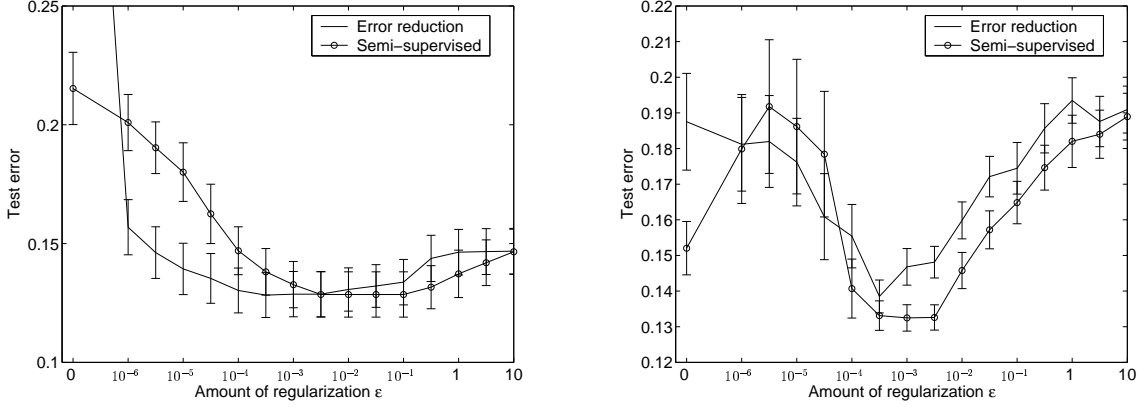 0.25
0.2
0.15
0.1
Test error
Error reduction
Semi-supervised
0 10⁻⁶ 10⁻⁵ 10⁻⁴ 10⁻³ 10⁻² 10⁻¹ 1 10
Amount of regularization ε
0.22
0.21
0.2
0.19
0.18
0.17
0.16
0.15
0.14
0.13
0.12
Test error
Error reduction
Semi-supervised
0 10⁻⁶ 10⁻⁵ 10⁻⁴ 10⁻³ 10⁻² 10⁻¹ 1 10
Amount of regularization ε